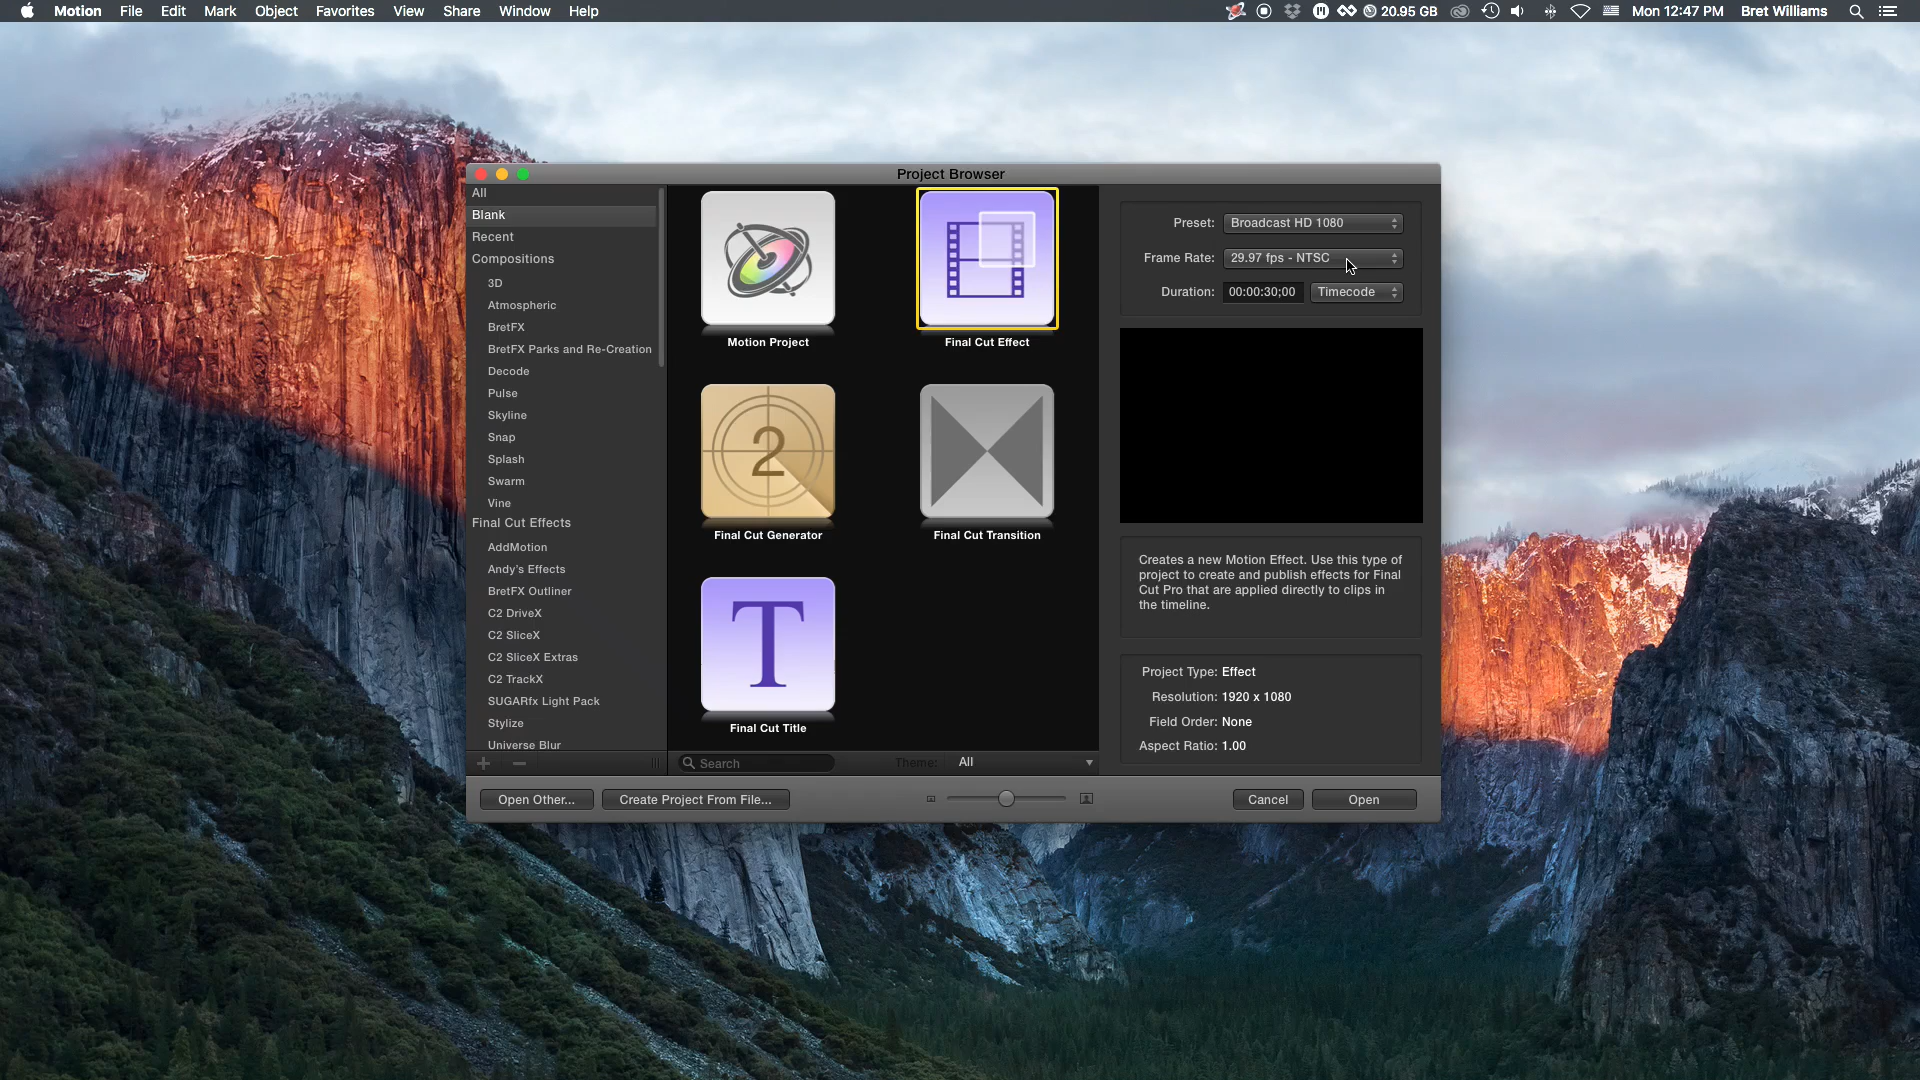 Motion File Edit Mark Object Favorites View Share Window Help 20.95 GB Mon 12:47 PM Bret Williams
Project Browser
All
Blank
Recent
Compositions
3D
Atmospheric
BretFX
BretFX Parks and Re-Creation
Decode
Pulse
Skyline
Snap
Splash
Swarm
Vine
Final Cut Effects
AddMotion
Andy's Effects
BretFX Outliner
C2 DriveX
C2 SliceX
C2 SliceX Extras
C2 TrackX
SUGARfx Light Pack
Stylize
Universe Blur
Motion Project
Final Cut Effect
2
Final Cut Generator
Final Cut Transition
T
Final Cut Title
Search
Theme: All
Preset: Broadcast HD 1080
Frame Rate: 29.97 fps - NTSC
Duration: 00:00:30;00 Timecode
Creates a new Motion Effect. Use this type of
project to create and publish effects for Final
Cut Pro that are applied directly to clips in
the timeline.
Project Type: Effect
Resolution: 1920 x 1080
Field Order: None
Aspect Ratio: 1.00
Open Other...
Create Project From File...
Cancel
Open